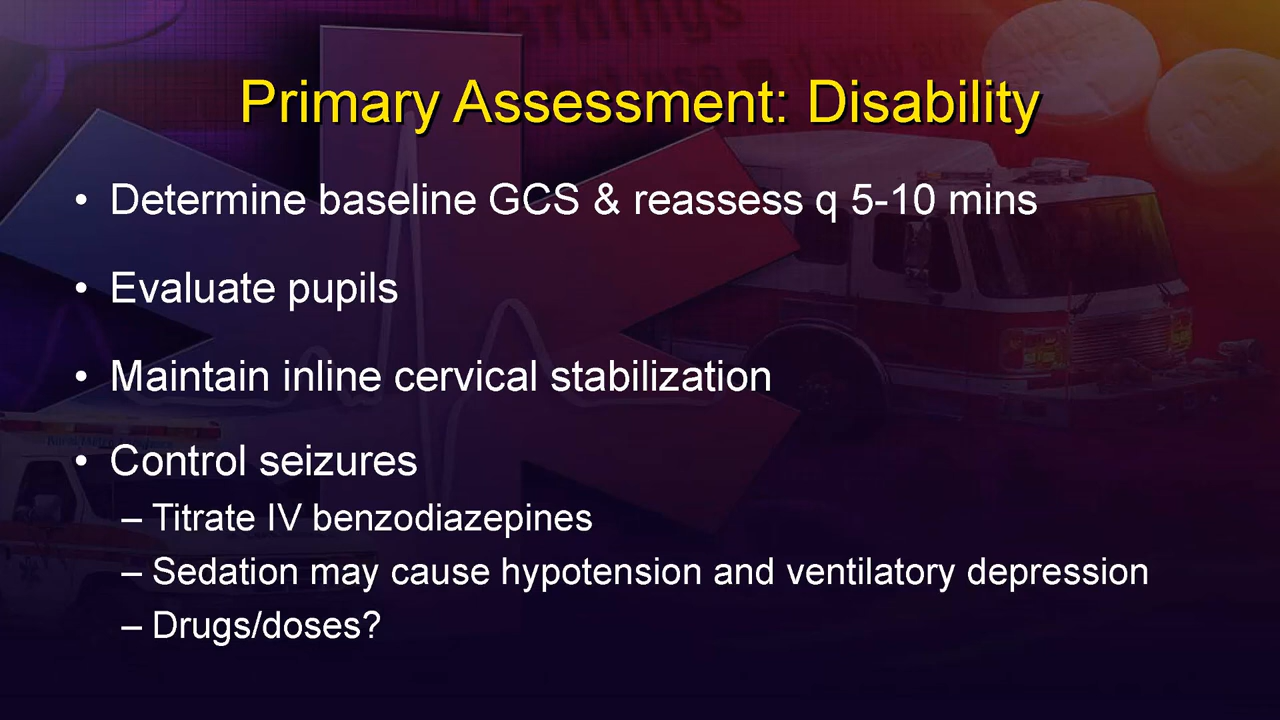 Primary Assessment: Disability
• Determine baseline GCS & reassess q 5-10 mins
• Evaluate pupils
• Maintain inline cervical stabilization
• Control seizures
– Titrate IV benzodiazepines
– Sedation may cause hypotension and ventilatory depression
– Drugs/doses?